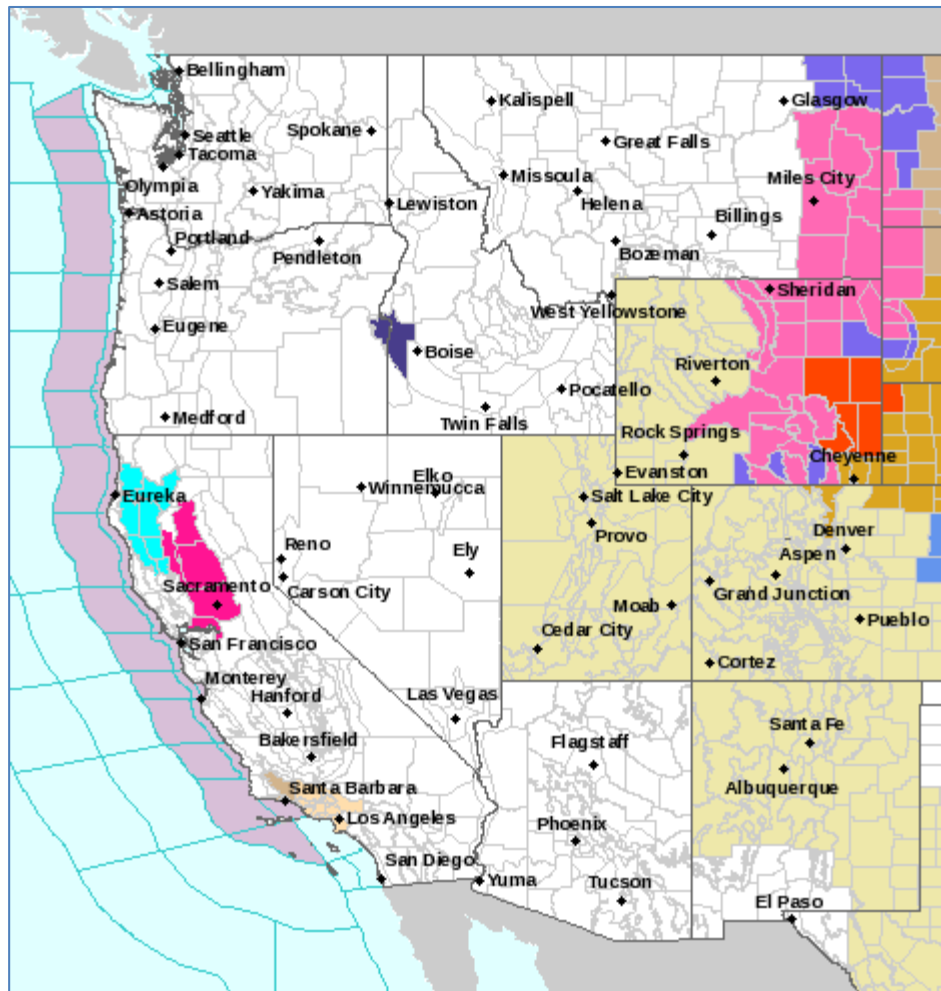 Bellingham
Kalispell
Glasgow
Seattle
Spokane
Great Falls
Tacoma
Olympia
Yakima
Missoula
Miles City
Lewiston
Helena
Astoria
Billings
Portland
Pendleton
Bozeman
Salem
Sheridan
West Yellowstone
Eugene
Boise
Riverton
Pocatello
Medford
Twin Falls
Rock Springs
Cheyenne
Elko
Evanston
Eureka
Winnemucca
Salt Lake City
Provo
Denver
Reno
Ely
Aspen
Sacramento
Carson City
Grand Junction
Moab
Pueblo
Cedar City
San Francisco
Cortez
Monterey
Hanford
Las Vegas
Santa Fe
Bakersfield
Flagstaff
Santa Barbara
Albuquerque
Los Angeles
Phoenix
San Diego
Yuma
Tucson
El Paso